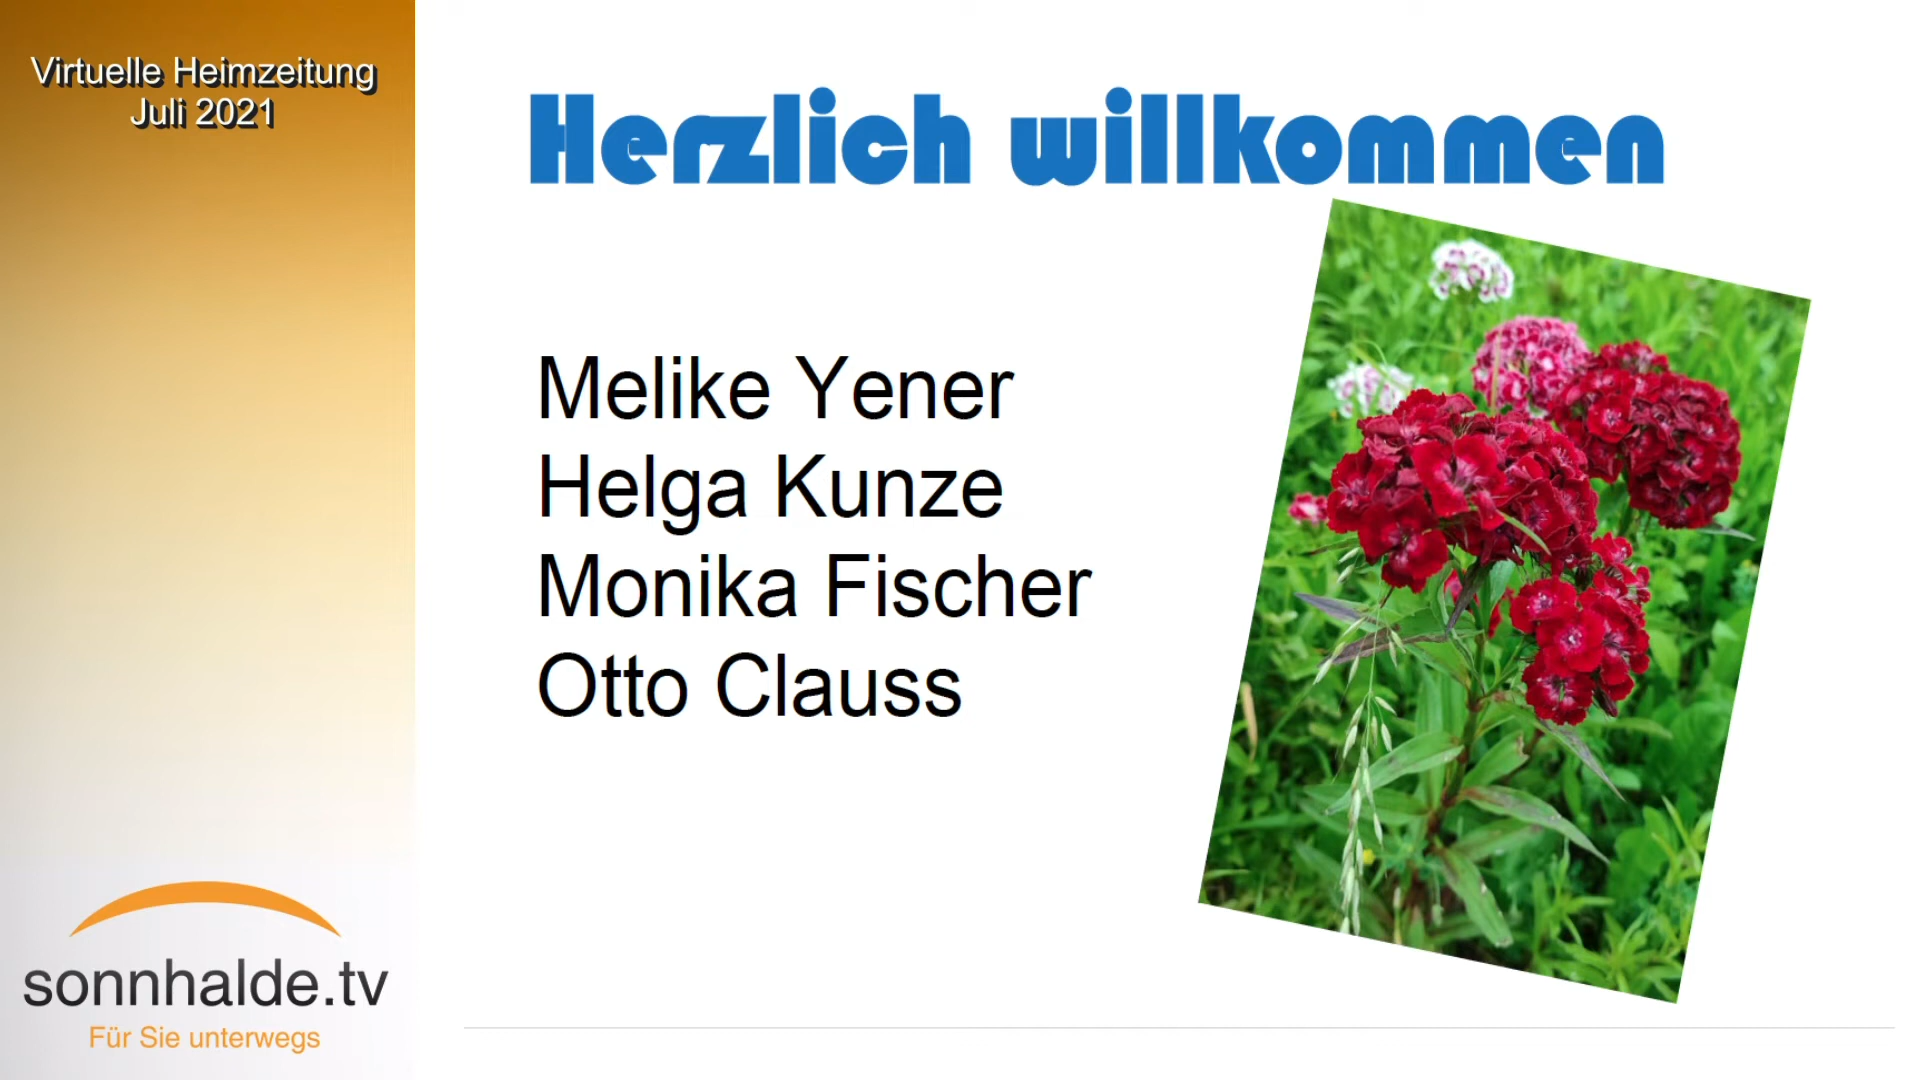 Virtuelle Heimzeitung
Juli 2021
Herzlich willkommen
Melike Yener
Helga Kunze
Monika Fischer
Otto Clauss
sonnhalde.tv
Für Sie unterwegs